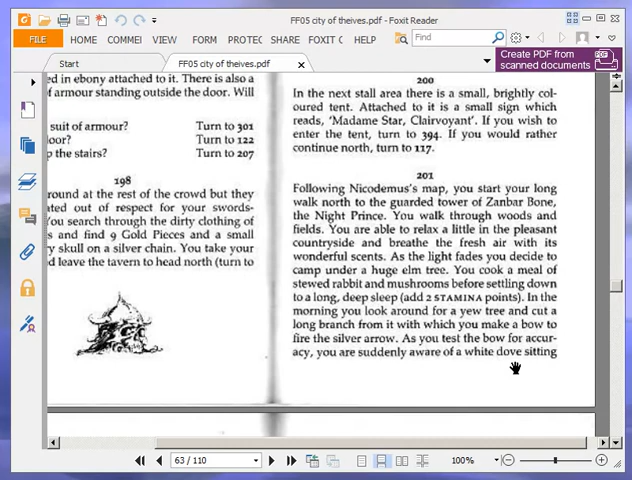 FF05 city of theives.pdf - Foxit Reader
FILE HOME COMMEI VIEW FORM PROTEC SHARE FOXIT C HELP Find
Start FF05 city of theives.pdf
Create PDF from
scanned documents
ed in ebony attached to it. There is also a
f armour standing outside the door. Will
suit of armour? Turn to 301
oor? Turn to 122
p the stairs? Turn to 207
198
round at the rest of the crowd but they
ated out of respect for your swords-
You search through the dirty clothing of
s and find 9 Gold Pieces and a small
y skull on a silver chain. You take your
d leave the tavern to head north (turn to
200
In the next stall area there is a small, brightly col-
oured tent. Attached to it is a small sign which
reads, 'Madame Star, Clairvoyant'. If you wish to
enter the tent, turn to 394. If you would rather
continue north, turn to 117.
201
Following Nicodemus's map, you start your long
walk north to the guarded tower of Zanbar Bone,
the Night Prince. You walk through woods and
fields. You are able to relax a little in the pleasant
countryside and breathe the fresh air with its
wonderful scents. As the light fades you decide to
camp under a huge elm tree. You cook a meal of
stewed rabbit and mushrooms before settling down
to a long, deep sleep (add 2 STAMINA points). In the
morning you look around for a yew tree and cut a
long branch from it with which you make a bow to
fire the silver arrow. As you test the bow for accur-
acy, you are suddenly aware of a white dove sitting
63 / 110
100%